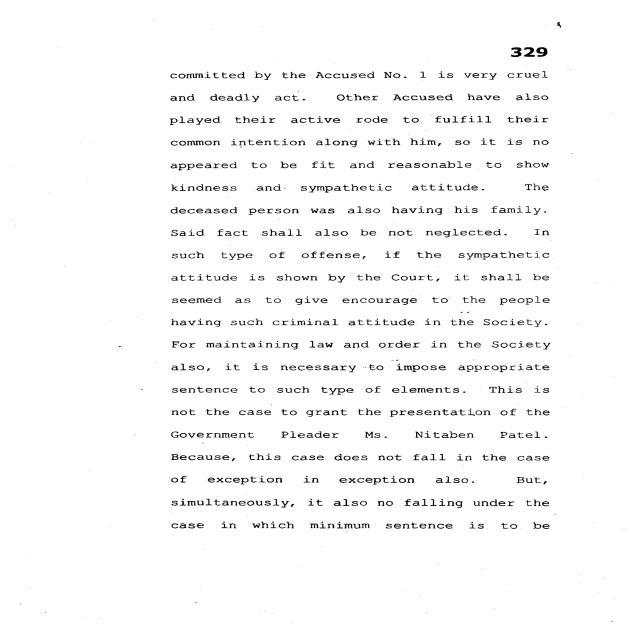 329
committed by the Accused No. 1 is very cruel
and deadly act. Other Accused have also
played their active rode to fulfill their
common intention along with him, so it is no
appeared to be fit and reasonable to show
kindness and sympathetic attitude. The
deceased person was also having his family.
Said fact shall also be not neglected. In
such type of offense, if the sympathetic
attitude is shown by the Court, it shall be
seemed as to give encourage to the people
having such criminal attitude in the Society.
For maintaining law and order in the Society
also, it is necessary to impose appropriate
sentence to such type of elements. This is
not the case to grant the presentation of the
Government Pleader Ms. Nitaben Patel.
Because, this case does not fall in the case
of exception in exception also. But,
simultaneously, it also no falling under the
case in which minimum sentence is to be